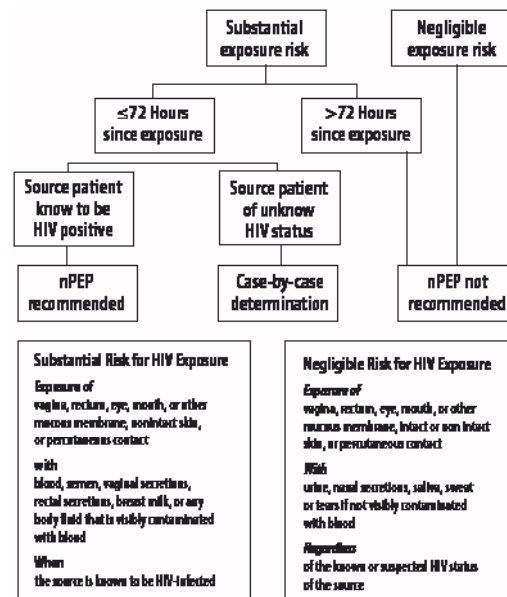 Substantial
exposure risk
Negligible
exposure risk
≤72 Hours
since exposure
>72 Hours
since exposure
Source patient
know to be
HIV positive
Source patient
of unknow
HIV status
nPEP
recommended
Case-by-case
determination
nPEP not
recommended
Substantial Risk for HIV Exposure
Exposure of
vagina, rectum, eye, mouth, or other
mucous membrane, nonintact skin,
or percutaneous contact
with
blood, semen, vaginal secretions,
rectal secretions, breast milk, or any
body fluid that is visibly contaminated
with blood
When
the source is known to be HIV-infected
Negligible Risk for HIV Exposure
Exposure of
vagina, rectum, eye, mouth, or other
mucous membrane, intact or non intact
skin, or percutaneous contact
With
urine, nasal secretions, saliva, sweat
or tears if not visibly contaminated
with blood
Regardless
of the known or suspected HIV status
of the source